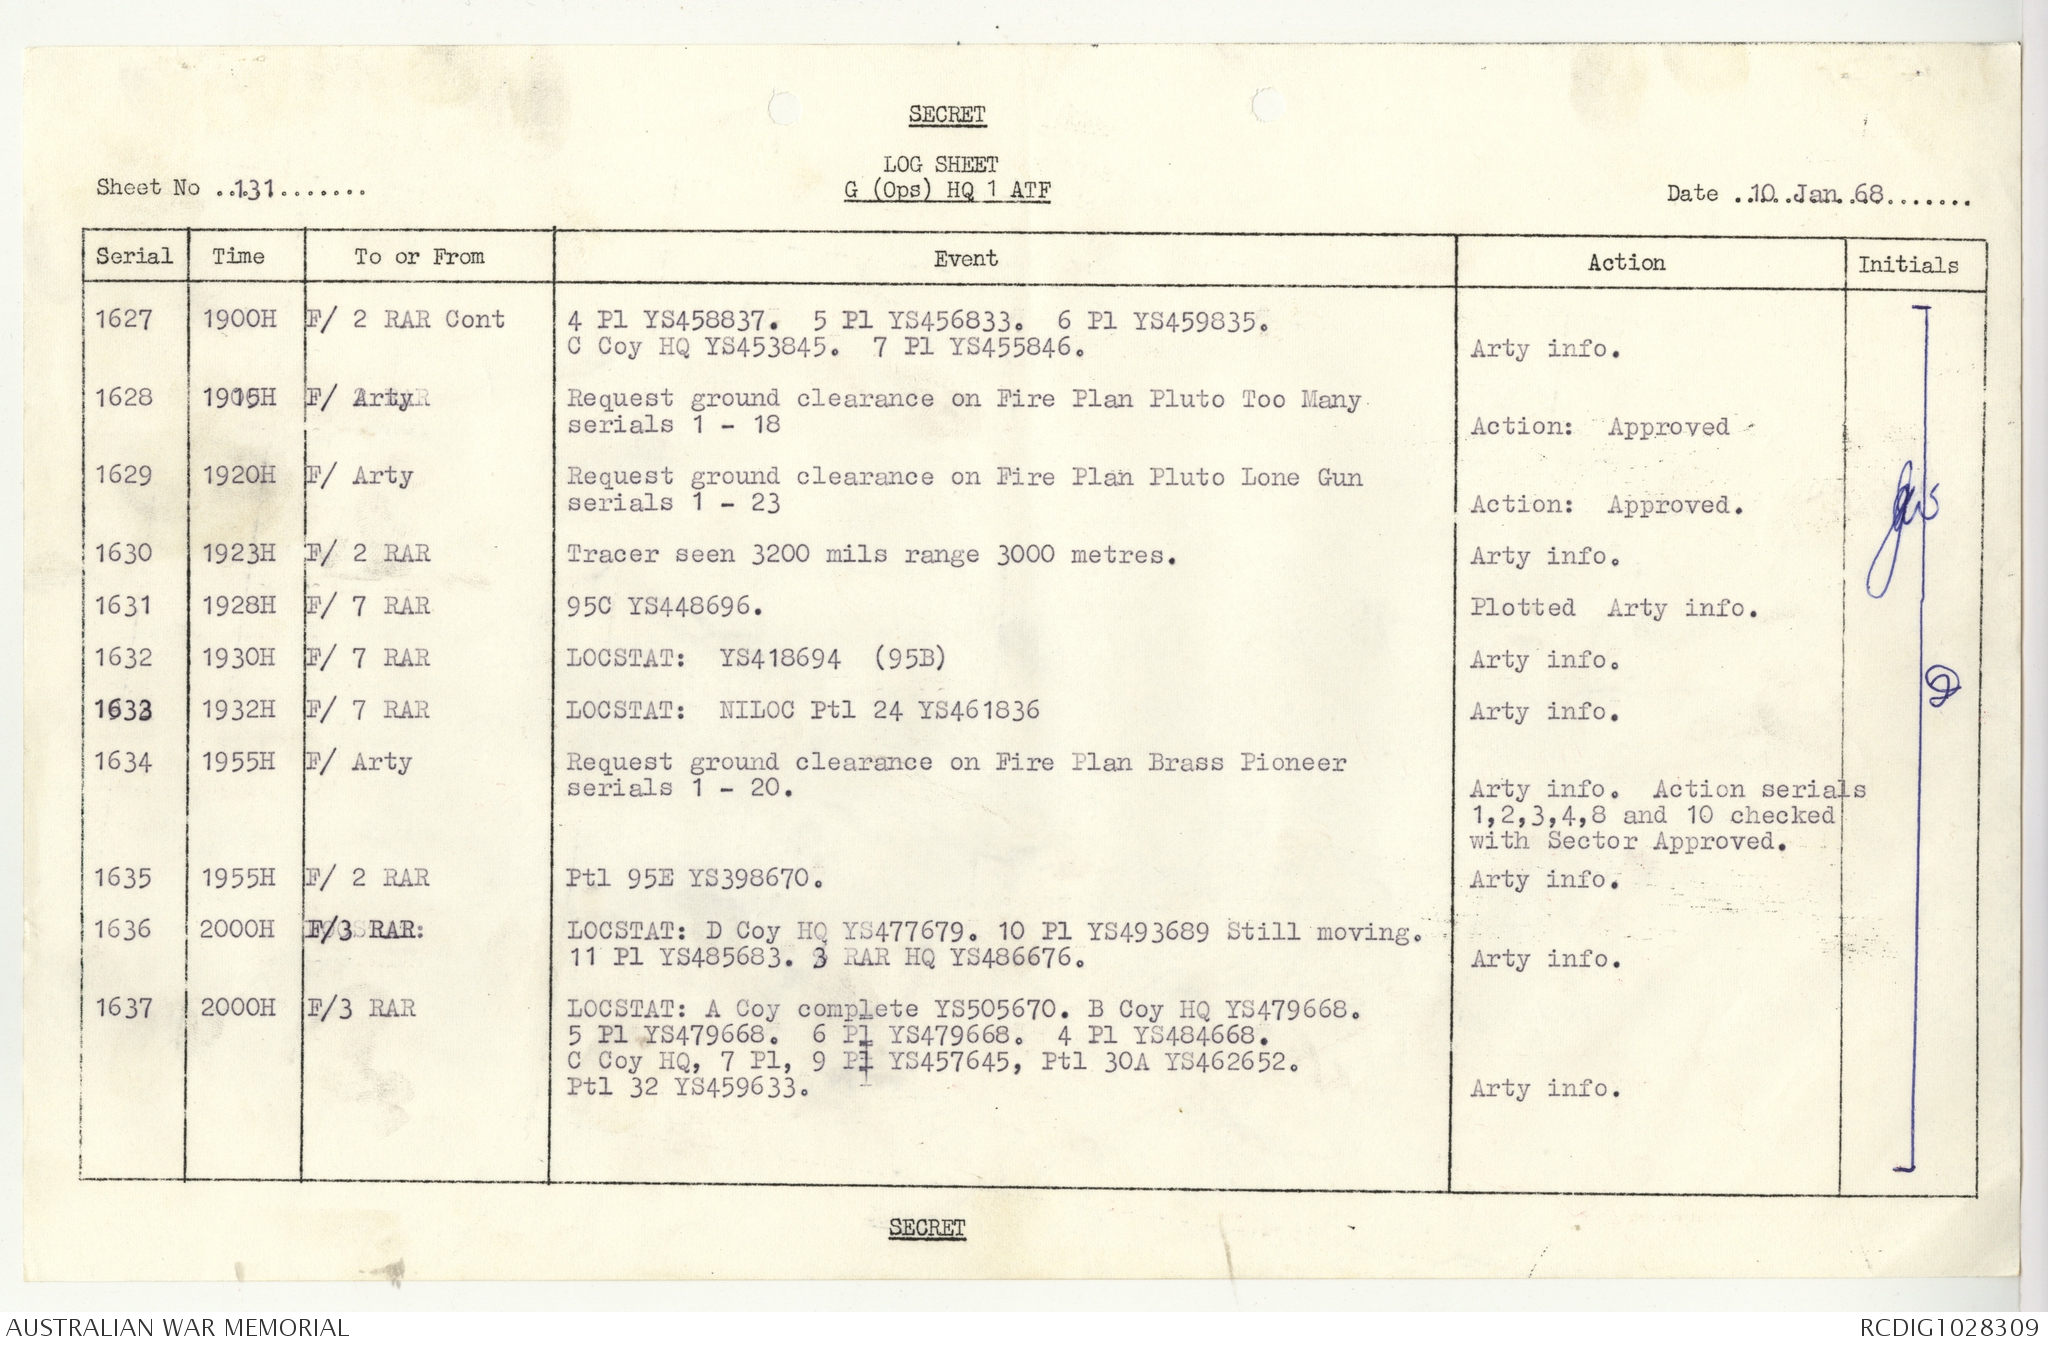 SECRET
LOG SHEET
Sheet No ..131.......
G (Ops) HQ 1 ATF
Date ..10 Jan 68.......
Serial Time To or From Event Action Initials
1627 1900H F/ 2 RAR Cont 4 Pl YS458837. 5 Pl YS456833. 6 Pl YS459835.
C Coy HQ YS453845. 7 Pl YS455846. Arty info.
1628 1915H F/ Arty Request ground clearance on Fire Plan Pluto Too Many
serials 1 - 18 Action: Approved
1629 1920H F/ Arty Request ground clearance on Fire Plan Pluto Lone Gun
serials 1 - 23 Action: Approved.
1630 1923H F/ 2 RAR Tracer seen 3200 mils range 3000 metres. Arty info.
1631 1928H F/ 7 RAR 95C YS448696. Plotted Arty info.
1632 1930H F/ 7 RAR LOCSTAT: YS418694 (95B) Arty info.
1633 1932H F/ 7 RAR LOCSTAT: NILOC Ptl 24 YS461836 Arty info.
1634 1955H F/ Arty Request ground clearance on Fire Plan Brass Pioneer
serials 1 - 20. Arty info. Action serials
1,2,3,4,8 and 10 checked
with Sector Approved.
1635 1955H F/ 2 RAR Ptl 95E YS398670. Arty info.
1636 2000H F/3 RAR LOCSTAT: D Coy HQ YS477679. 10 Pl YS493689 Still moving.
11 Pl YS485683. 3 RAR HQ YS486676. Arty info.
1637 2000H F/3 RAR LOCSTAT: A Coy complete YS505670. B Coy HQ YS479668.
5 Pl YS479668. 6 Pl YS479668. 4 Pl YS484668.
C Coy HQ, 7 Pl, 9 Pl YS457645, Ptl 30A YS462652.
Ptl 32 YS459633. Arty info.
SECRET
AUSTRALIAN WAR MEMORIAL
RCDIG1028309